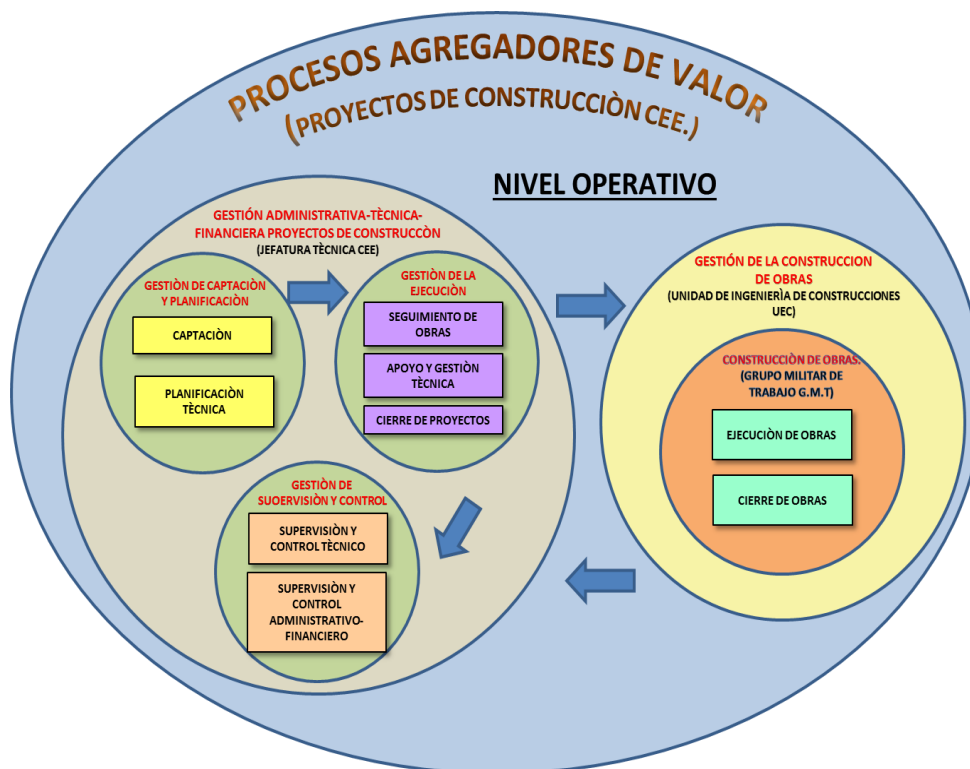 PROCESOS AGREGADORES DE VALOR
(PROYECTOS DE CONSTRUCCIÒN CEE.)
NIVEL OPERATIVO
GESTIÓN ADMINISTRATIVA-TÈCNICA-
FINANCIERA PROYECTOS DE CONSTRUCCÒN
(JEFATURA TÈCNICA CEE)
GESTIÒN DE CAPTACIÒN
Y PLANIFICACIÒN
CAPTACIÒN
PLANIFICACIÒN
TÈCNICA
GESTIÒN DE LA
EJECUCIÒN
SEGUIMIENTO DE
OBRAS
APOYO Y GESTIÒN
TÈCNICA
CIERRE DE PROYECTOS
GESTIÒN DE
SUOERVISIÒN Y CONTROL
SUPERVISIÒN Y
CONTROL TÈCNICO
SUPERVISIÒN Y
CONTROL
ADMINISTRATIVO-
FINANCIERO
GESTIÓN DE LA CONSTRUCCION
DE OBRAS
(UNIDAD DE INGENIERÌA DE CONSTRUCCIONES
UEC)
CONSTRUCCIÒN DE OBRAS.
(GRUPO MILITAR DE
TRABAJO G.M.T)
EJECUCIÒN DE OBRAS
CIERRE DE OBRAS